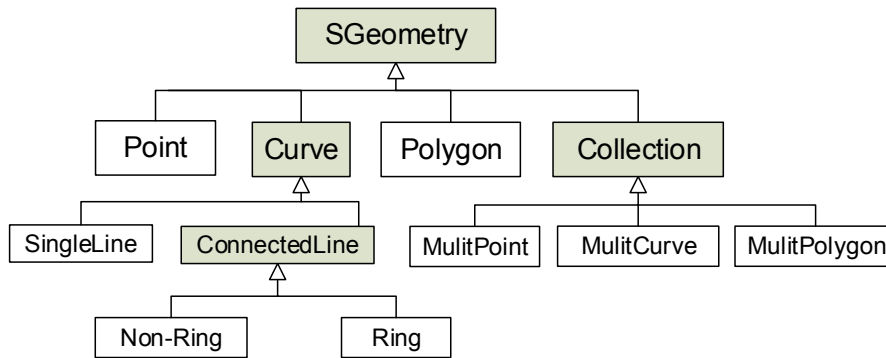 SGeometry
Point
Curve
Polygon
Collection
SingleLine
ConnectedLine
MulitPoint
MulitCurve
MulitPolygon
Non-Ring
Ring